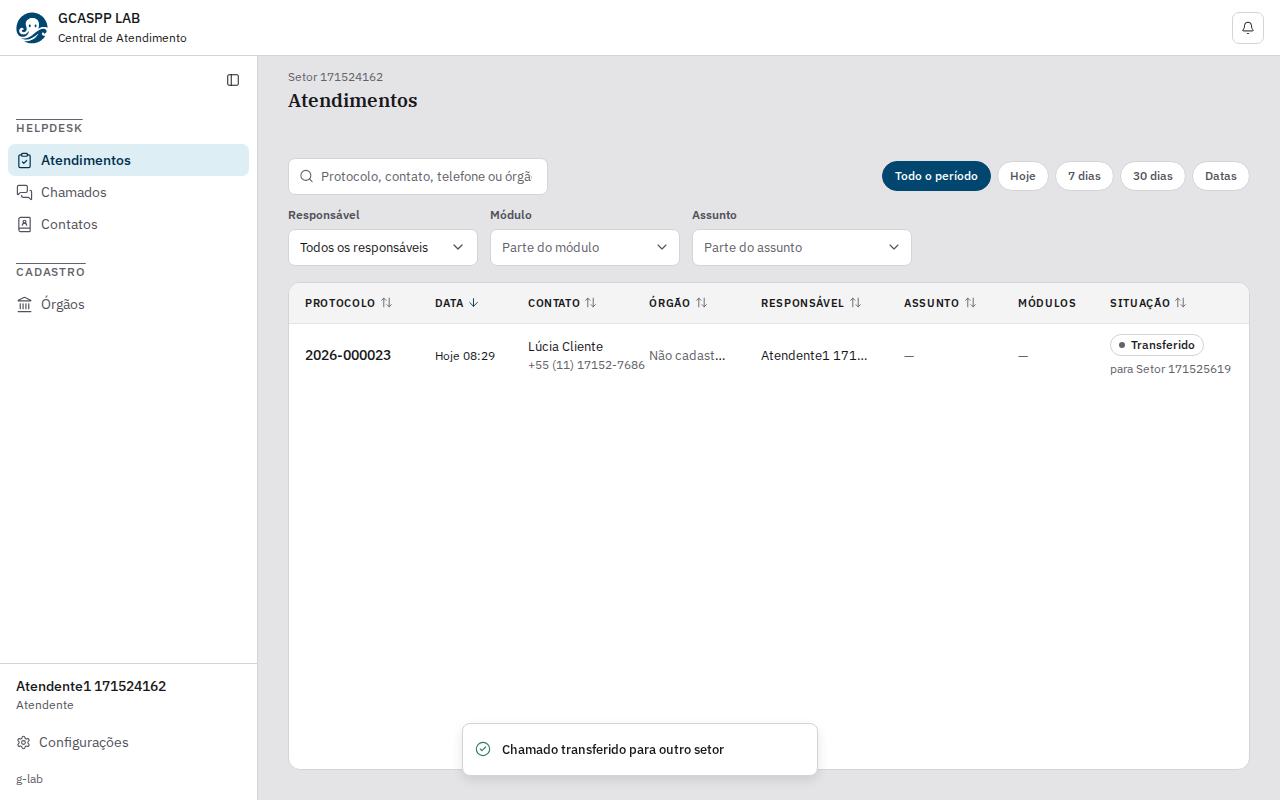 GCASPP LAB
Central de Atendimento
HELPDESK
Atendimentos
Chamados
Contatos
CADASTRO
Órgãos
Atendente1 171524162
Atendente
Configurações
g-lab
Setor 171524162
Atendimentos
Protocolo, contato, telefone ou órgã
Todo o período
Hoje
7 dias
30 dias
Datas
Responsável
Módulo
Assunto
Todos os responsáveis
Parte do módulo
Parte do assunto
PROTOCOLO DATA CONTATO ÓRGÃO RESPONSÁVEL ASSUNTO MÓDULOS SITUAÇÃO
2026-000023
Hoje 08:29
Lúcia Cliente
+55 (11) 17152-7686
Não cadast...
Atendente1 171...
—
—
Transferido
para Setor 171525619
Chamado transferido para outro setor